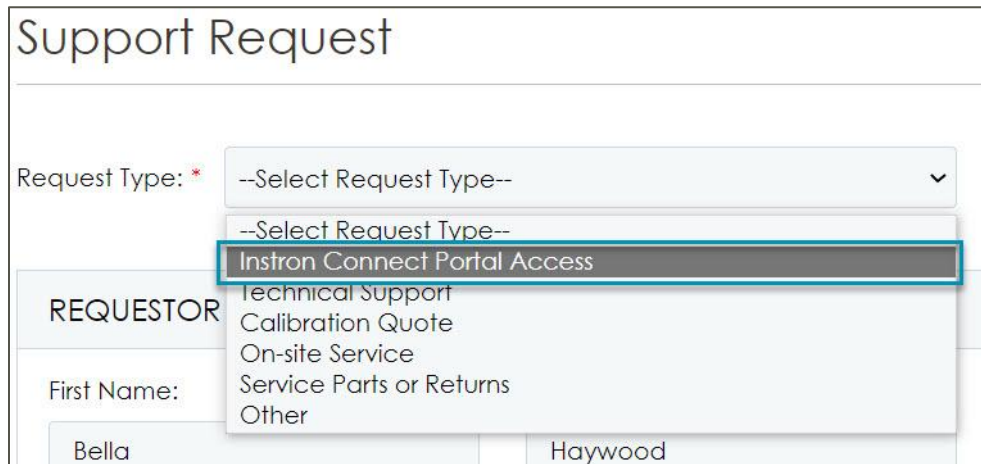 Support Request
Request Type: * --Select Request Type--
--Select Request Type--
Instron Connect Portal Access
Technical Support
REQUESTOR
Calibration Quote
On-site Service
First Name:
Service Parts or Returns
Other
Bella Haywood